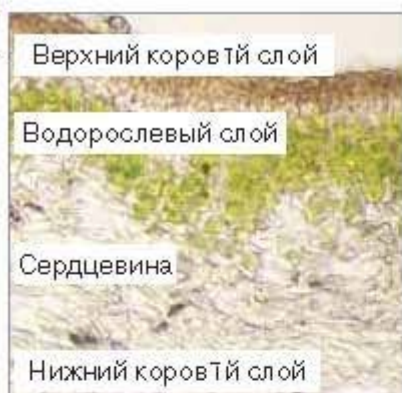 Верхний коровтй слой
Водорослевый слой
Сердцевина
Нижний коровтй слой